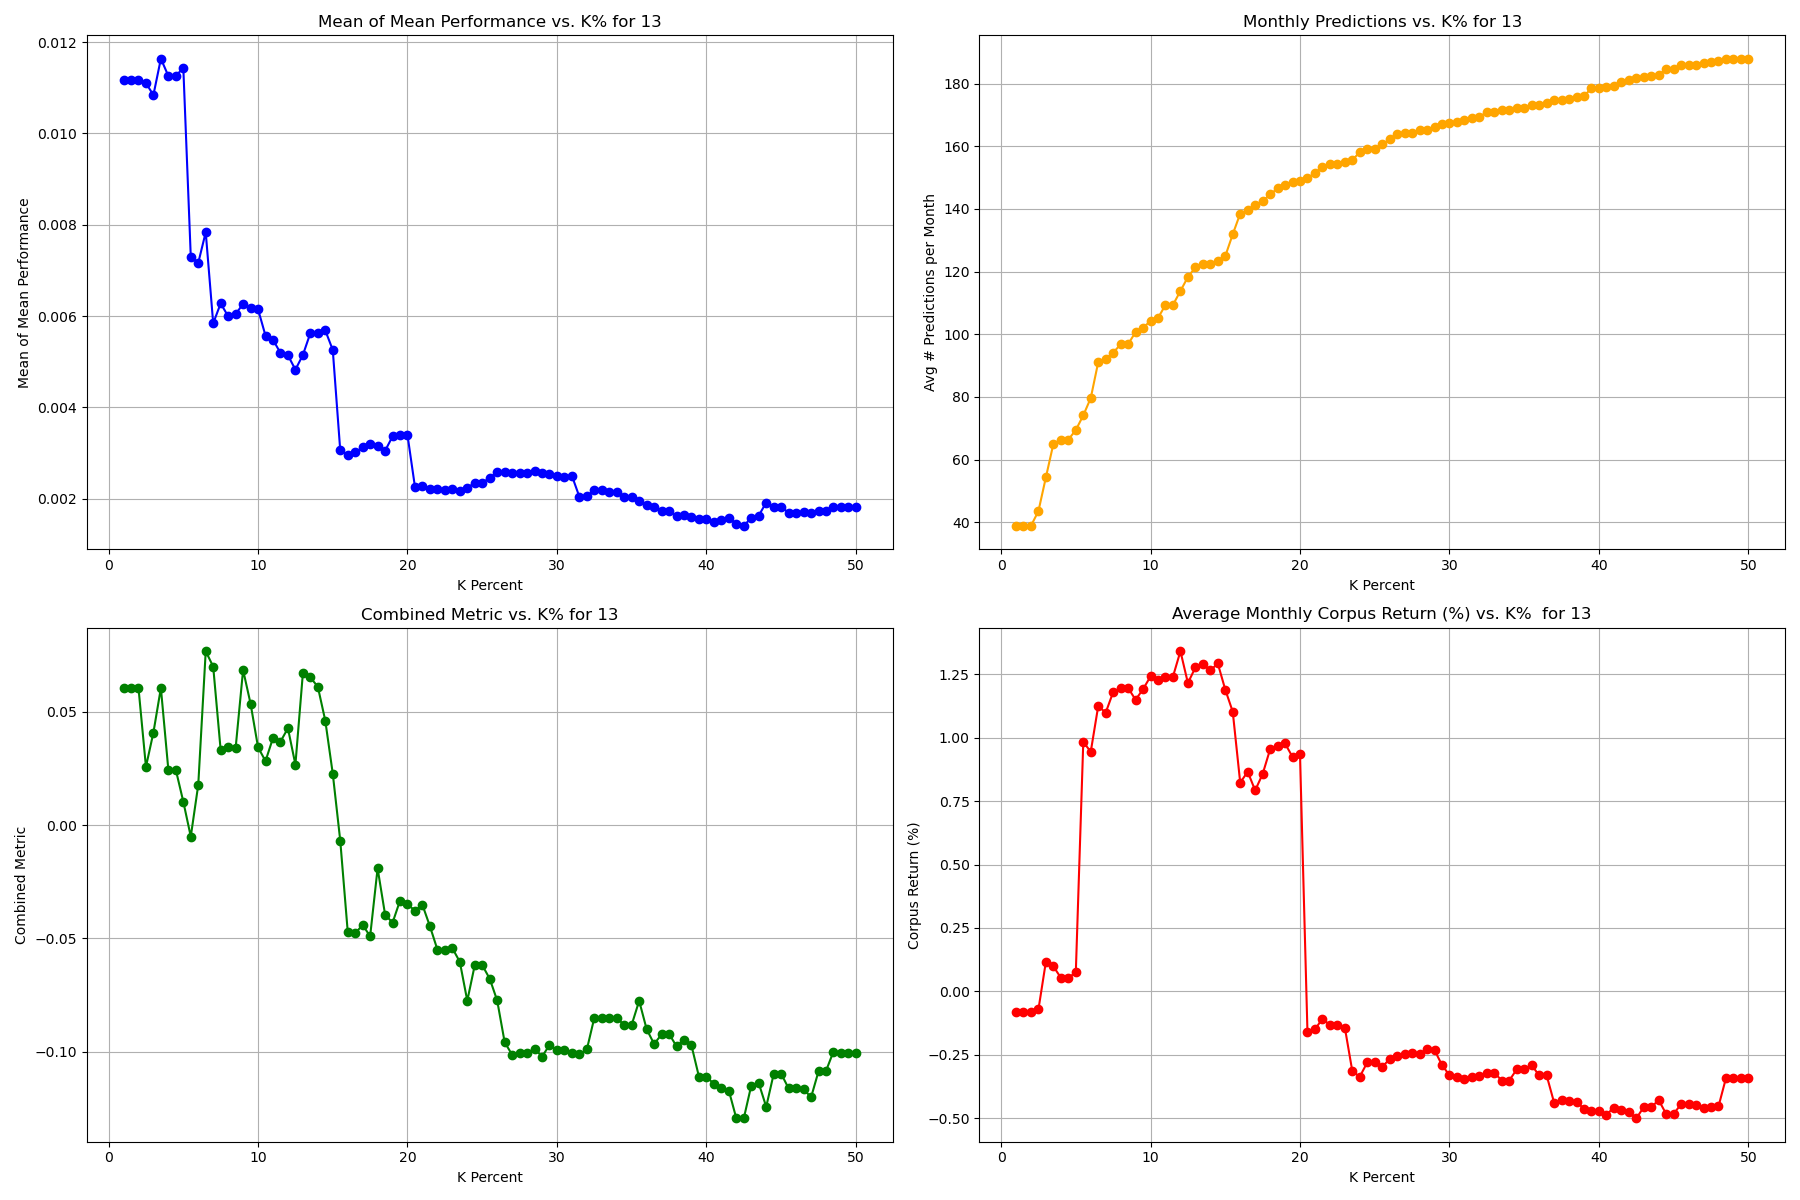 Mean of Mean Performance vs. K% for 13
Mean of Mean Performance
0.012
0.010
0.008
0.006
0.004
0.002
0 10 20 30 40 50
K Percent
Monthly Predictions vs. K% for 13
Avg # Predictions per Month
180
160
140
120
100
80
60
40
0 10 20 30 40 50
K Percent
Combined Metric vs. K% for 13
Combined Metric
0.05
0.00
−0.05
−0.10
0 10 20 30 40 50
K Percent
Average Monthly Corpus Return (%) vs. K%  for 13
Corpus Return (%)
1.25
1.00
0.75
0.50
0.25
0.00
−0.25
−0.50
0 10 20 30 40 50
K Percent